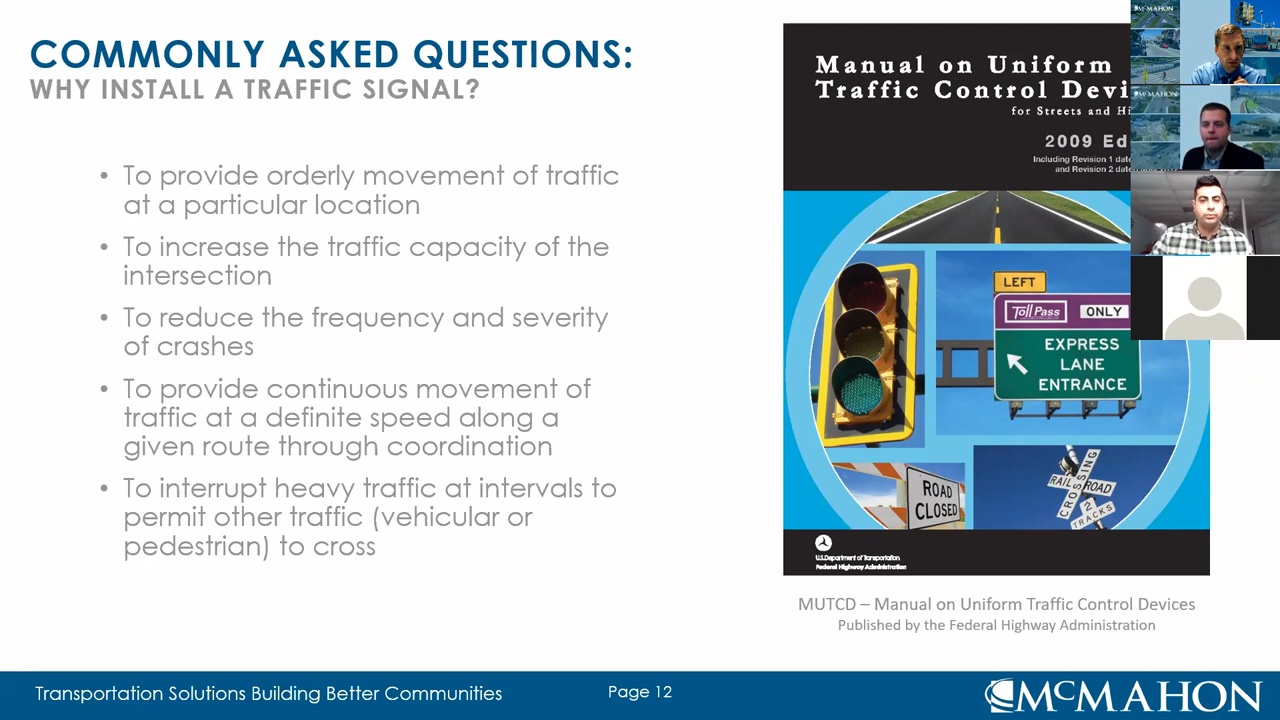 COMMONLY ASKED QUESTIONS:
WHY INSTALL A TRAFFIC SIGNAL?
• To provide orderly movement of traffic
at a particular location
• To increase the traffic capacity of the
intersection
• To reduce the frequency and severity
of crashes
• To provide continuous movement of
traffic at a definite speed along a
given route through coordination
• To interrupt heavy traffic at intervals to
permit other traffic (vehicular or
pedestrian) to cross
Manual on Uniform
Traffic Control Devi
for Streets and Hi
2009 Ed
Including Revision 1 date
and Revision 2 dated
LEFT
Toll Pass
ONLY
EXPRESS
LANE
ENTRANCE
ROAD
CLOSED
RAILROAD
CROSSING
2
TRACKS
U.S. Department of Transportation
Federal Highway Administration
MUTCD – Manual on Uniform Traffic Control Devices
Published by the Federal Highway Administration
McMAHON
McMAHON
Transportation Solutions Building Better Communities
Page 12
McMAHON